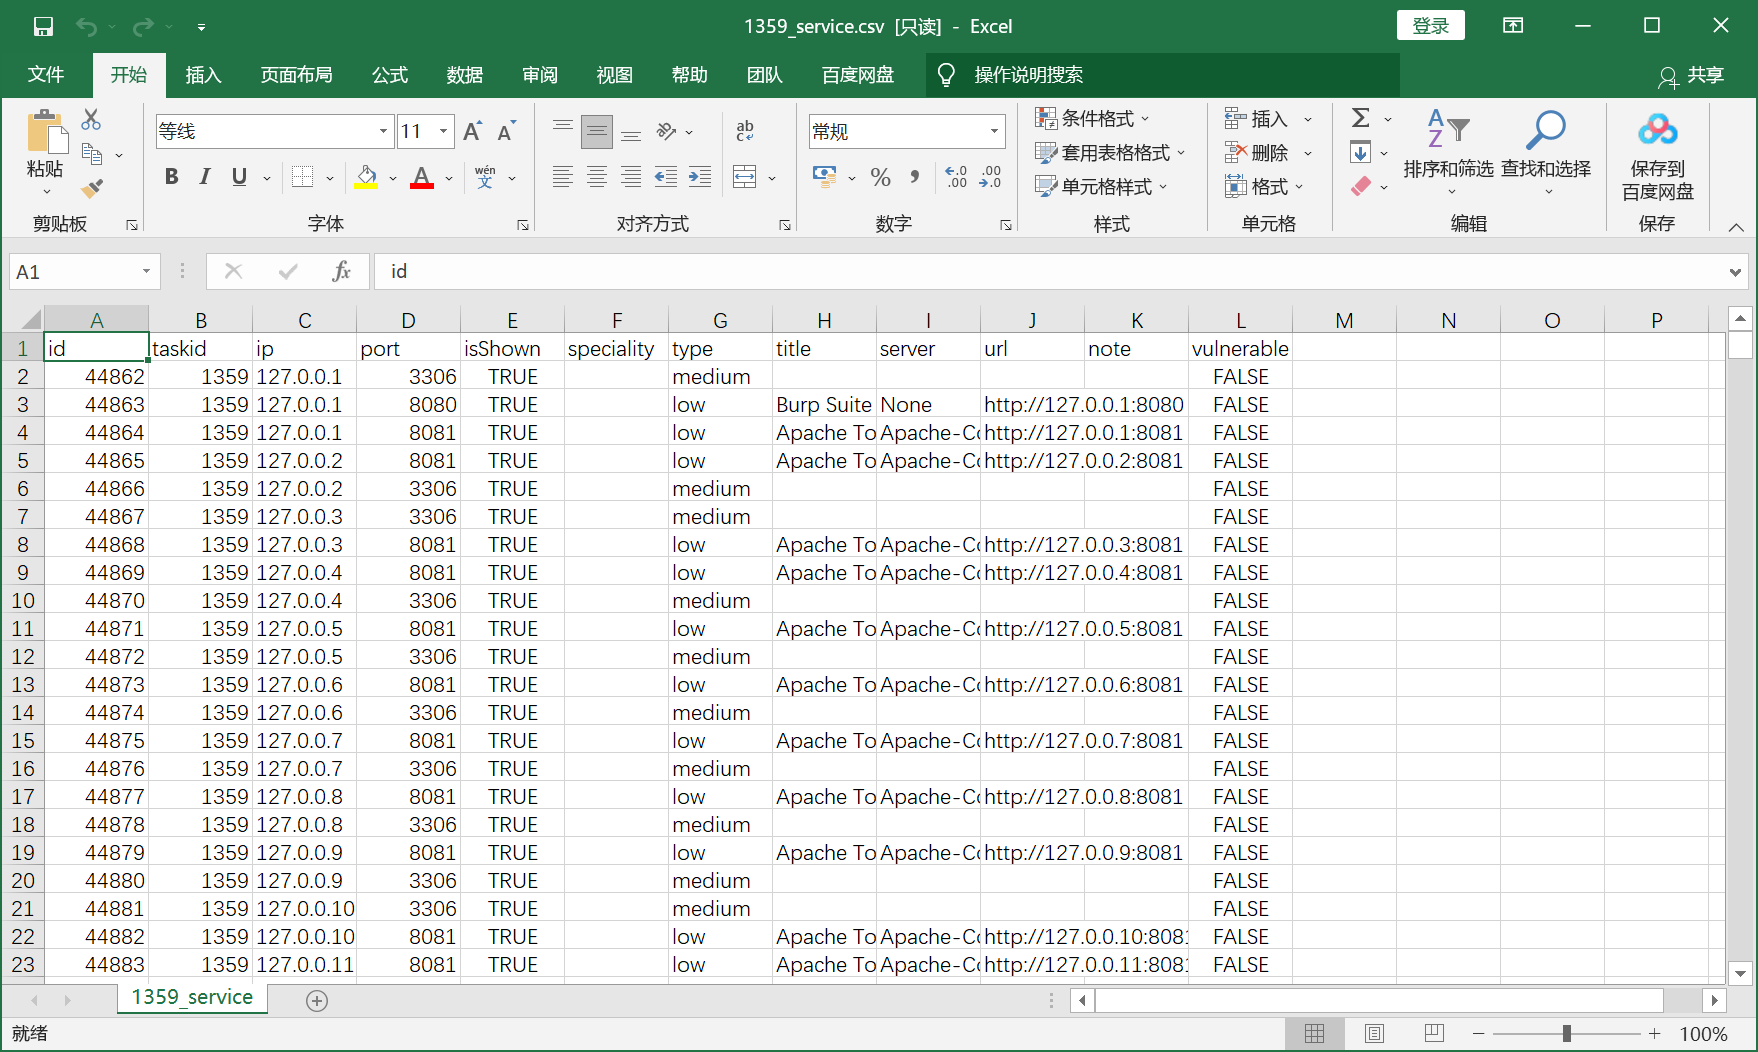 1359_service.csv [只读] - Excel
登录
文件 开始 插入 页面布局 公式 数据 审阅 视图 帮助 团队 百度网盘 操作说明搜索 共享
粘贴
剪贴板
等线 11
B I U A wén 文
字体
ab
c
对齐方式
常规
% , .0 .00 .00 .0
数字
条件格式
套用表格格式
单元格样式
样式
插入
删除
格式
单元格
Σ
排序和筛选 查找和选择
编辑
保存到
百度网盘
保存
A1 fx id
A B C D E F G H I J K L M N O P
1 id taskid ip port isShown speciality type title server url note vulnerable
2 44862 1359 127.0.0.1 3306 TRUE medium FALSE
3 44863 1359 127.0.0.1 8080 TRUE low Burp Suite None http://127.0.0.1:8080 FALSE
4 44864 1359 127.0.0.1 8081 TRUE low Apache To Apache-Co http://127.0.0.1:8081 FALSE
5 44865 1359 127.0.0.2 8081 TRUE low Apache To Apache-Co http://127.0.0.2:8081 FALSE
6 44866 1359 127.0.0.2 3306 TRUE medium FALSE
7 44867 1359 127.0.0.3 3306 TRUE medium FALSE
8 44868 1359 127.0.0.3 8081 TRUE low Apache To Apache-Co http://127.0.0.3:8081 FALSE
9 44869 1359 127.0.0.4 8081 TRUE low Apache To Apache-Co http://127.0.0.4:8081 FALSE
10 44870 1359 127.0.0.4 3306 TRUE medium FALSE
11 44871 1359 127.0.0.5 8081 TRUE low Apache To Apache-Co http://127.0.0.5:8081 FALSE
12 44872 1359 127.0.0.5 3306 TRUE medium FALSE
13 44873 1359 127.0.0.6 8081 TRUE low Apache To Apache-Co http://127.0.0.6:8081 FALSE
14 44874 1359 127.0.0.6 3306 TRUE medium FALSE
15 44875 1359 127.0.0.7 8081 TRUE low Apache To Apache-Co http://127.0.0.7:8081 FALSE
16 44876 1359 127.0.0.7 3306 TRUE medium FALSE
17 44877 1359 127.0.0.8 8081 TRUE low Apache To Apache-Co http://127.0.0.8:8081 FALSE
18 44878 1359 127.0.0.8 3306 TRUE medium FALSE
19 44879 1359 127.0.0.9 8081 TRUE low Apache To Apache-Co http://127.0.0.9:8081 FALSE
20 44880 1359 127.0.0.9 3306 TRUE medium FALSE
21 44881 1359 127.0.0.10 3306 TRUE medium FALSE
22 44882 1359 127.0.0.10 8081 TRUE low Apache To Apache-Co http://127.0.0.10:8081 FALSE
23 44883 1359 127.0.0.11 8081 TRUE low Apache To Apache-Co http://127.0.0.11:8081 FALSE
1359_service
就绪 100%